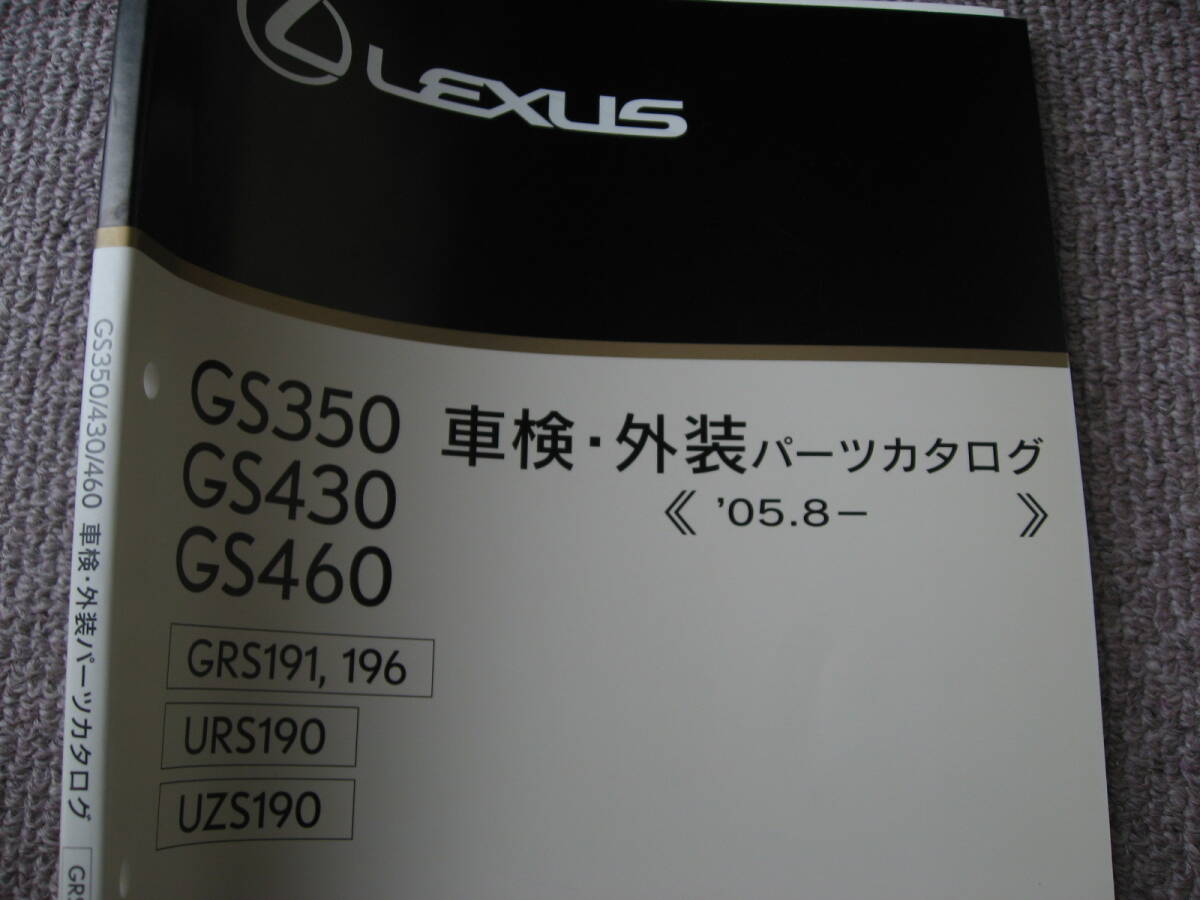 LEXUS
GS350
GS430
GS460
車検・外装パーツカタログ
《 '05.8− 》
GRS191, 196
URS190
UZS190
GS350/430/460 車検・外装パーツカタログ
GRS